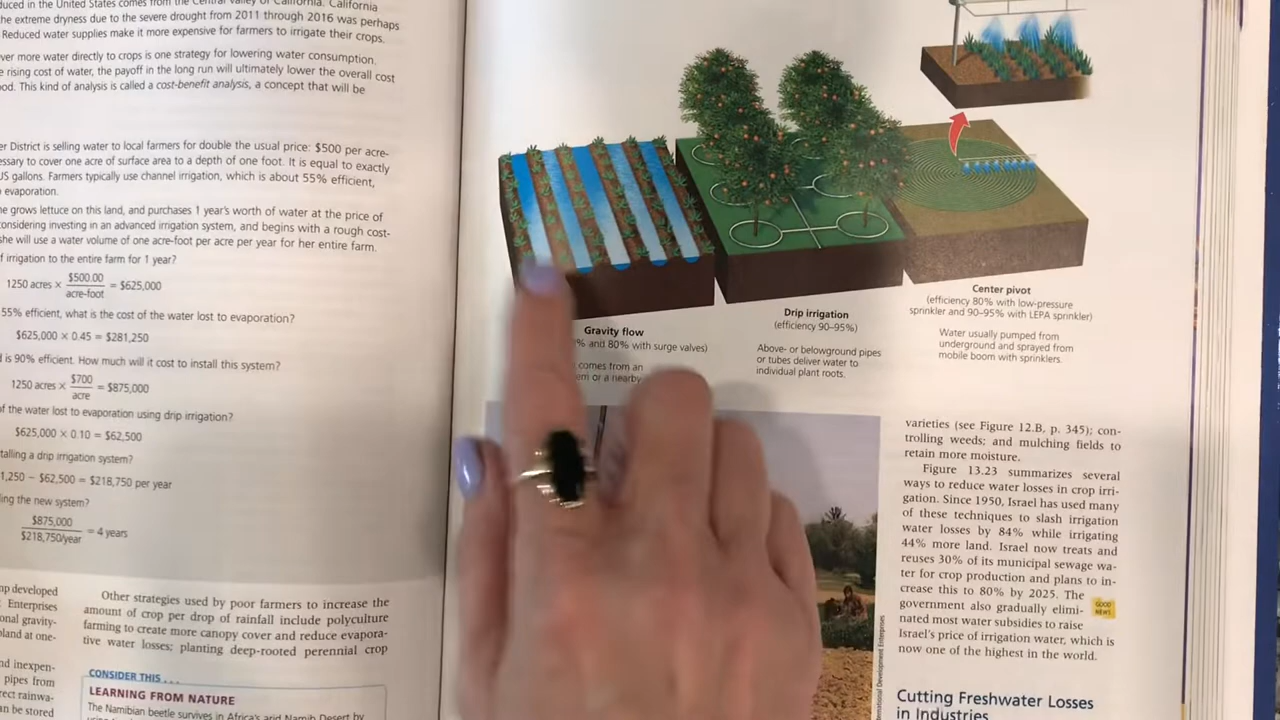 duced in the United States comes from the Central Valley of California. California
he extreme dryness due to the severe drought from 2011 through 2016 was perhaps
Reduced water supplies make it more expensive for farmers to irrigate their crops.
ver more water directly to crops is one strategy for lowering water consumption.
e rising cost of water, the payoff in the long run will ultimately lower the overall cost
od. This kind of analysis is called a cost-benefit analysis, a concept that will be
er District is selling water to local farmers for double the usual price: $500 per acre-
essary to cover one acre of surface area to a depth of one foot. It is equal to exactly
US gallons. Farmers typically use channel irrigation, which is about 55% efficient,
evaporation.
ne grows lettuce on this land, and purchases 1 year's worth of water at the price of
onsidering investing in an advanced irrigation system, and begins with a rough cost-
she will use a water volume of one acre-foot per acre per year for her entire farm.
f irrigation to the entire farm for 1 year?
1250 acres × $500.00 / acre-foot = $625,000
55% efficient, what is the cost of the water lost to evaporation?
$625,000 × 0.45 = $281,250
d is 90% efficient. How much will it cost to install this system?
1250 acres × $700 / acre = $875,000
of the water lost to evaporation using drip irrigation?
$625,000 × 0.10 = $62,500
talling a drip irrigation system?
1,250 − $62,500 = $218,750 per year
ing the new system?
$875,000 / $218,750/year = 4 years
mp developed
Enterprises
onal gravity-
pland at one-
nd inexpen-
pipes from
rect rainwa-
an be stored
Other strategies used by poor farmers to increase the
amount of crop per drop of rainfall include polyculture
farming to create more canopy cover and reduce evapora-
tive water losses; planting deep-rooted perennial crop
CONSIDER THIS . . .
LEARNING FROM NATURE
The Namibian beetle survives in Africa's arid Namib Desert by
Gravity flow
% and 80% with surge valves)
comes from an
em or a nearby
Drip irrigation
(efficiency 90–95%)
Above- or belowground pipes
or tubes deliver water to
individual plant roots.
Center pivot
(efficiency 80% with low-pressure
sprinkler and 90–95% with LEPA sprinkler)
Water usually pumped from
underground and sprayed from
mobile boom with sprinklers.
ernational Development Enterprises
varieties (see Figure 12.B, p. 345); con-
trolling weeds; and mulching fields to
retain more moisture.
Figure 13.23 summarizes several
ways to reduce water losses in crop irri-
gation. Since 1950, Israel has used many
of these techniques to slash irrigation
water losses by 84% while irrigating
44% more land. Israel now treats and
reuses 30% of its municipal sewage wa-
ter for crop production and plans to in-
crease this to 80% by 2025. The
government also gradually elimi-
nated most water subsidies to raise
Israel's price of irrigation water, which is
now one of the highest in the world.
GOOD
NEWS
Cutting Freshwater Losses
in Industries